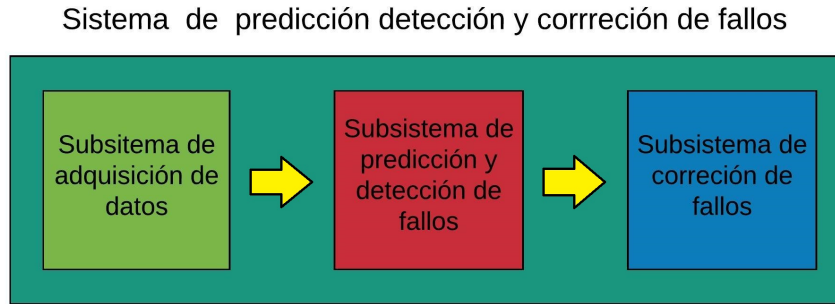 Sistema de predicción detección y corrreción de fallos
Subsitema de
adquisición de
datos
Subsistema de
predicción y
detección de
fallos
Subsistema de
correción de
fallos